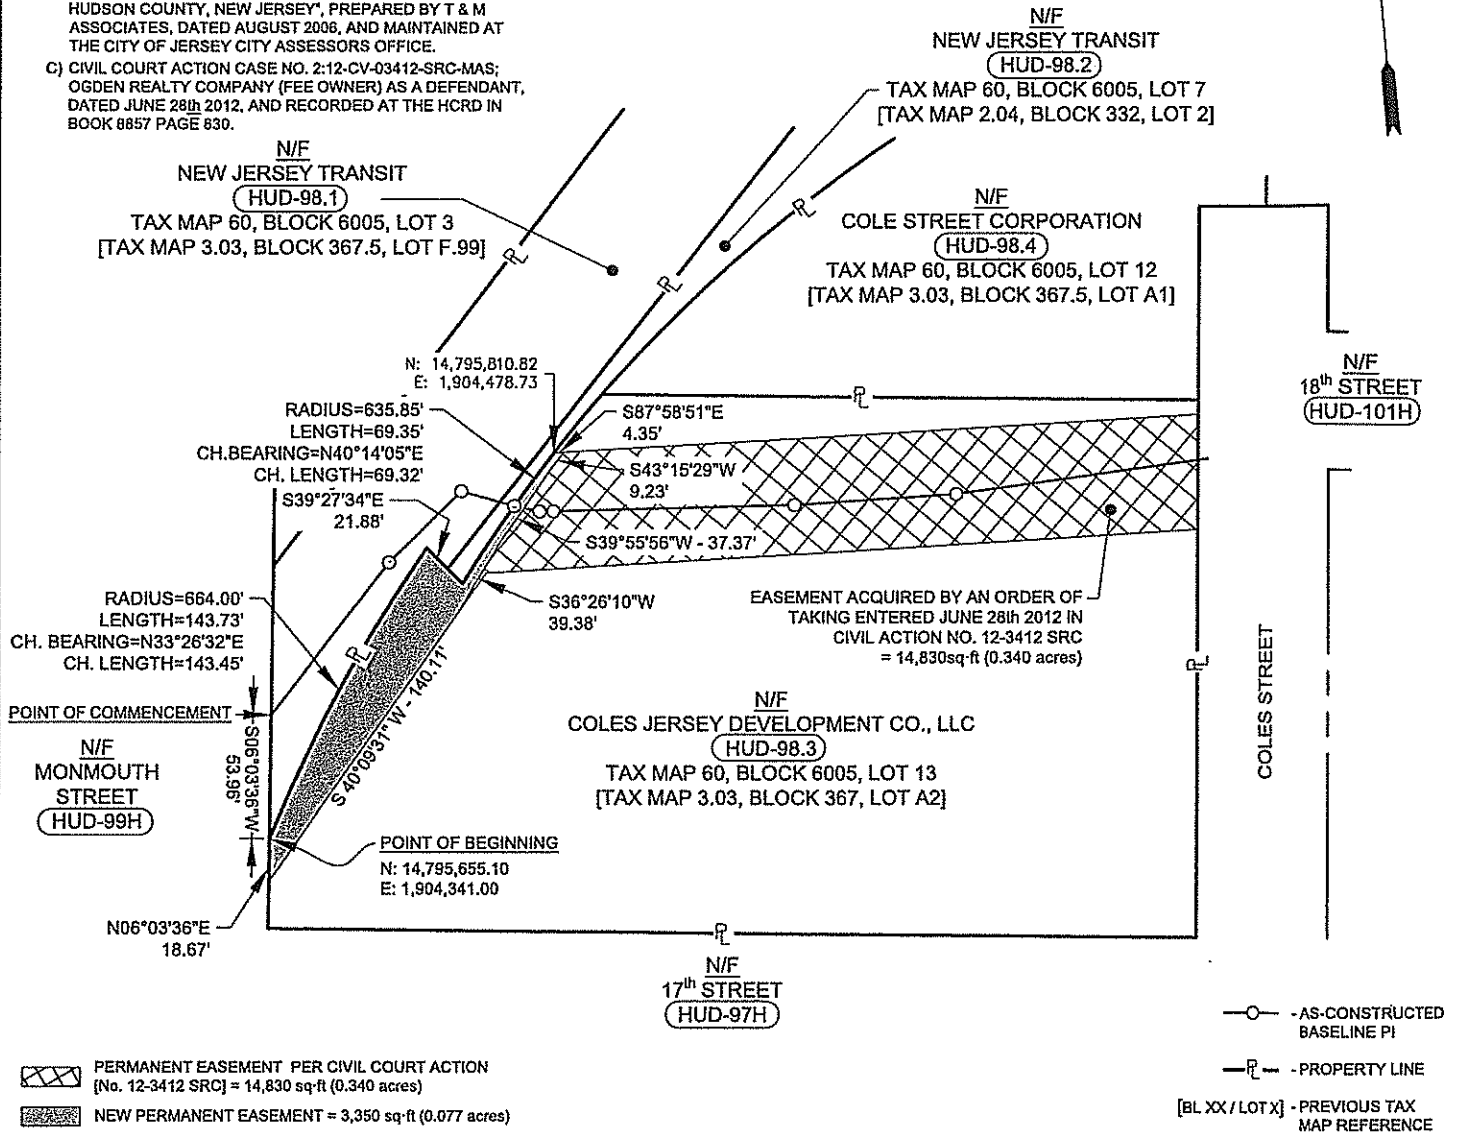 HUDSON COUNTY, NEW JERSEY", PREPARED BY T & M
ASSOCIATES, DATED AUGUST 2006, AND MAINTAINED AT
THE CITY OF JERSEY CITY ASSESSORS OFFICE.
C) CIVIL COURT ACTION CASE NO. 2:12-CV-03412-SRC-MAS;
OGDEN REALTY COMPANY (FEE OWNER) AS A DEFENDANT,
DATED JUNE 28th 2012, AND RECORDED AT THE HCRD IN
BOOK 8857 PAGE 830.
N/F
NEW JERSEY TRANSIT
HUD-98.1
TAX MAP 60, BLOCK 6005, LOT 3
[TAX MAP 3.03, BLOCK 367.5, LOT F.99]
N/F
NEW JERSEY TRANSIT
HUD-98.2
TAX MAP 60, BLOCK 6005, LOT 7
[TAX MAP 2.04, BLOCK 332, LOT 2]
N/F
COLE STREET CORPORATION
HUD-98.4
TAX MAP 60, BLOCK 6005, LOT 12
[TAX MAP 3.03, BLOCK 367.5, LOT A1]
N/F
18th STREET
HUD-101H
PL
PL
PL
PL
N: 14,795,810.82
E: 1,904,478.73
RADIUS=635.85'
LENGTH=69.35'
CH.BEARING=N40°14'05"E
CH. LENGTH=69.32'
S39°27'34"E
21.88'
S87°58'51"E
4.35'
S43°15'29"W
9.23'
S39°55'56"W - 37.37'
S36°26'10"W
39.38'
RADIUS=664.00'
LENGTH=143.73'
CH. BEARING=N33°26'32"E
CH. LENGTH=143.45'
PL
EASEMENT ACQUIRED BY AN ORDER OF
TAKING ENTERED JUNE 28th 2012 IN
CIVIL ACTION NO. 12-3412 SRC
= 14,830sq-ft (0.340 acres)
PL
COLES STREET
POINT OF COMMENCEMENT
S06°03'36"W
53.96'
S 40°09'31" W - 140.11'
N/F
MONMOUTH
STREET
HUD-99H
N/F
COLES JERSEY DEVELOPMENT CO., LLC
HUD-98.3
TAX MAP 60, BLOCK 6005, LOT 13
[TAX MAP 3.03, BLOCK 367, LOT A2]
POINT OF BEGINNING
N: 14,795,655.10
E: 1,904,341.00
N06°03'36"E
18.67'
PL
N/F
17th STREET
HUD-97H
PERMANENT EASEMENT PER CIVIL COURT ACTION
[No. 12-3412 SRC] = 14,830 sq-ft (0.340 acres)
NEW PERMANENT EASEMENT = 3,350 sq-ft (0.077 acres)
- AS-CONSTRUCTED
BASELINE PI
PL - PROPERTY LINE
[BL XX / LOT X] - PREVIOUS TAX
MAP REFERENCE